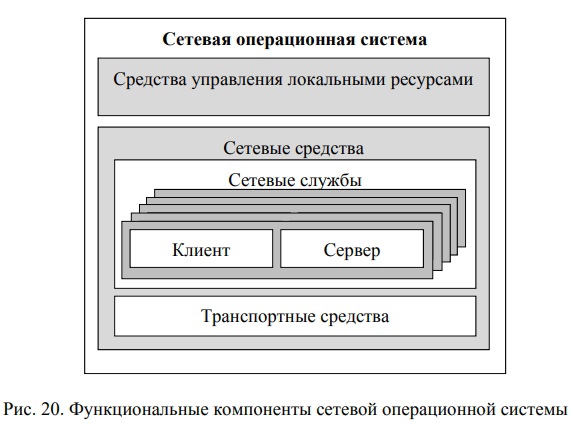 Сетевая операционная система
Средства управления локальными ресурсами
Сетевые средства
Сетевые службы
Клиент
Сервер
Транспортные средства
Рис. 20. Функциональные компоненты сетевой операционной системы